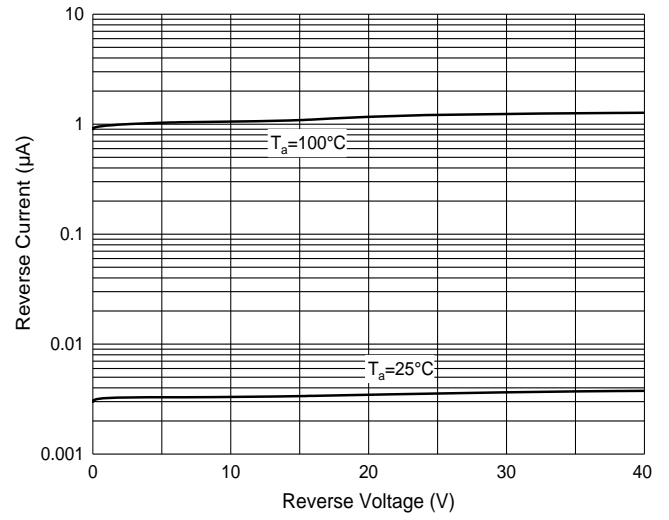 10
1
0.1
0.01
0.001
Reverse Current (µA)
Tₐ=100°C
Tₐ=25°C
0 10 20 30 40
Reverse Voltage (V)